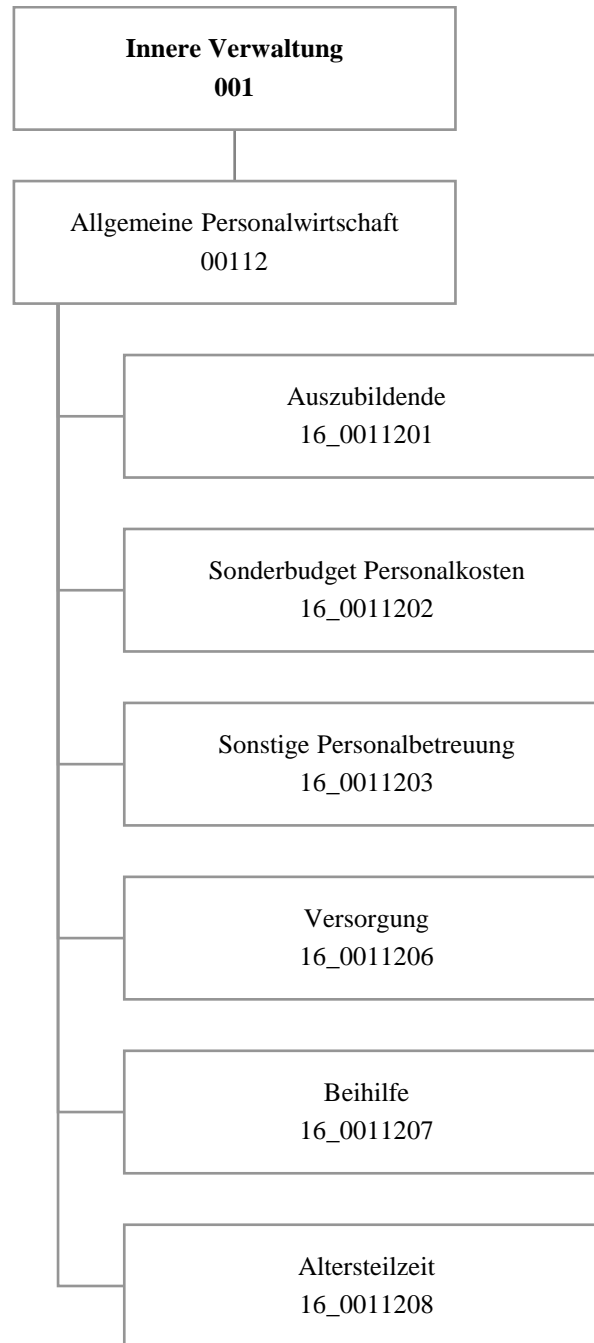 Innere Verwaltung
001
Allgemeine Personalwirtschaft
00112
Auszubildende
16_0011201
Sonderbudget Personalkosten
16_0011202
Sonstige Personalbetreuung
16_0011203
Versorgung
16_0011206
Beihilfe
16_0011207
Altersteilzeit
16_0011208